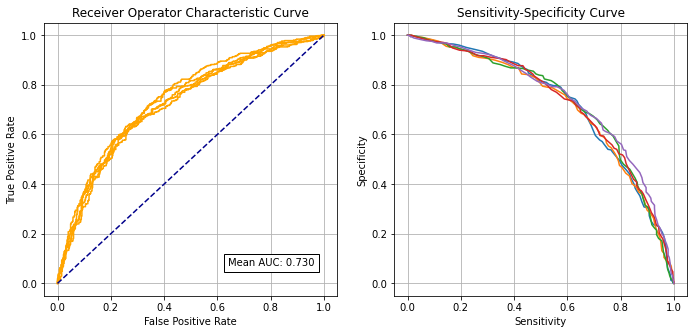 Receiver Operator Characteristic Curve
1.0
0.8
0.6
0.4
0.2
0.0
True Positive Rate
Mean AUC: 0.730
0.0 0.2 0.4 0.6 0.8 1.0
False Positive Rate
Sensitivity-Specificity Curve
1.0
0.8
0.6
0.4
0.2
0.0
Specificity
0.0 0.2 0.4 0.6 0.8 1.0
Sensitivity